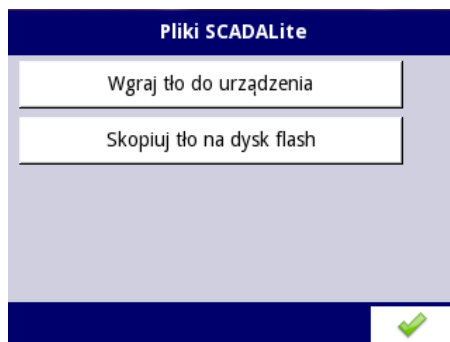 Pliki SCADALite
Wgraj tło do urządzenia
Skopiuj tło na dysk flash